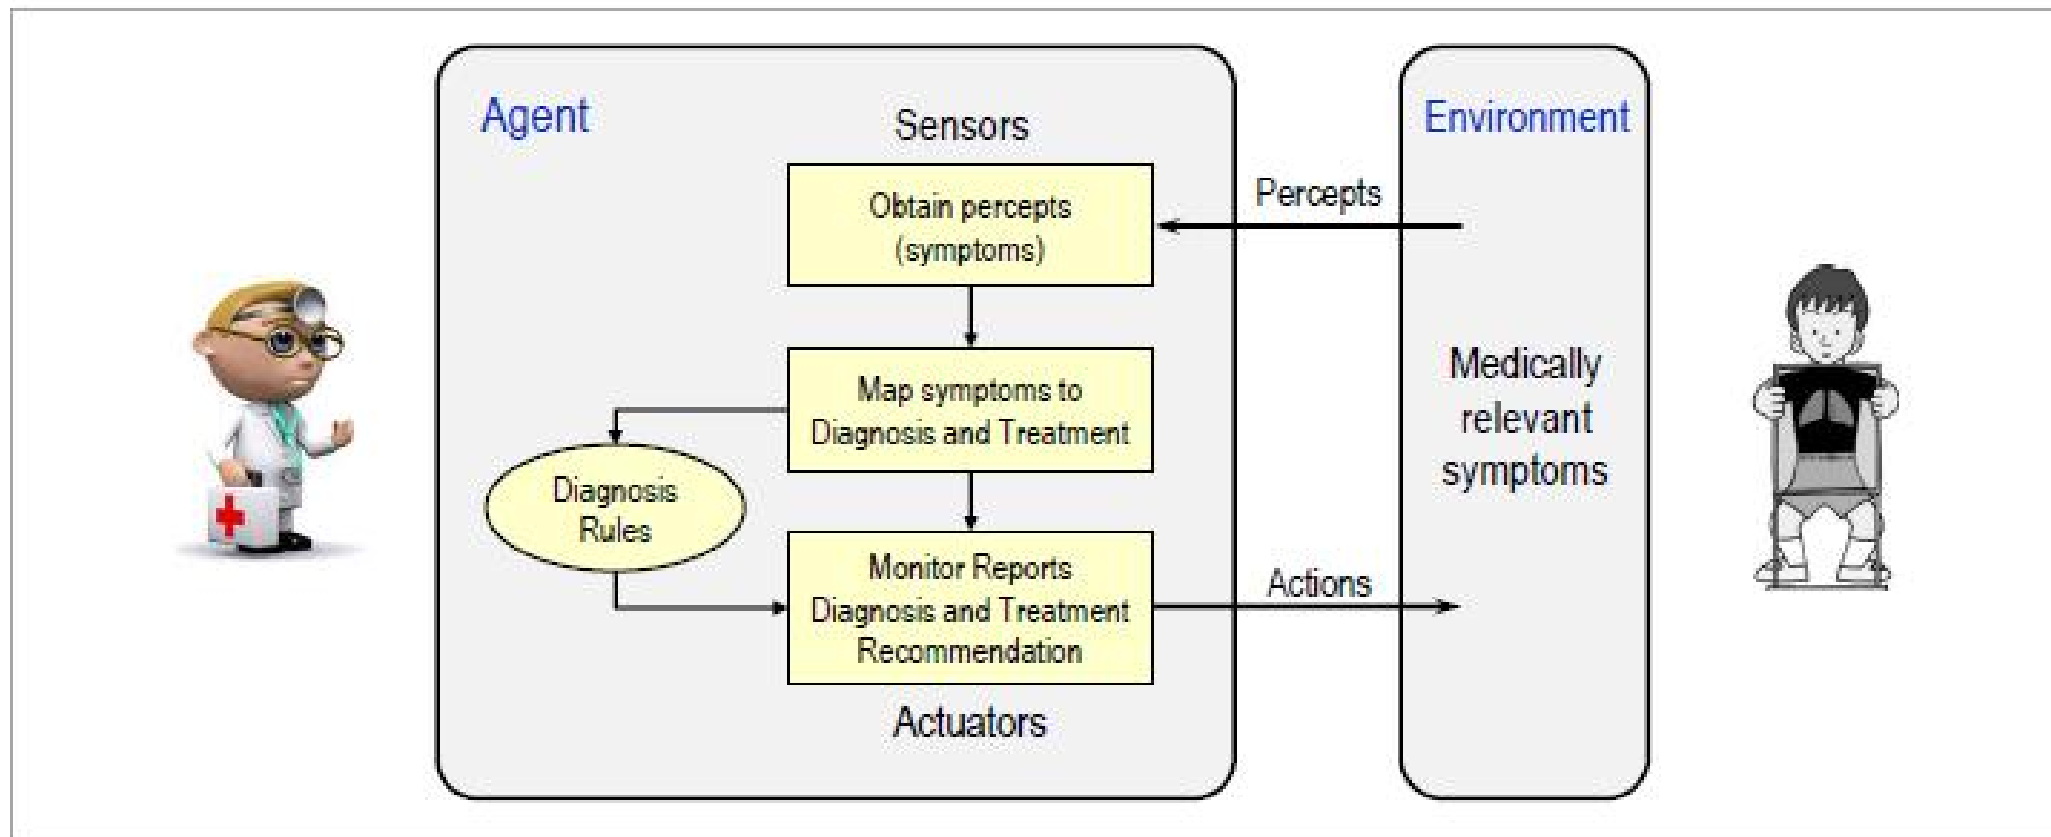 Agent
Sensors
Obtain percepts
(symptoms)
Map symptoms to
Diagnosis and Treatment
Diagnosis
Rules
Monitor Reports
Diagnosis and Treatment
Recommendation
Actuators
Percepts
Actions
Environment
Medically
relevant
symptoms